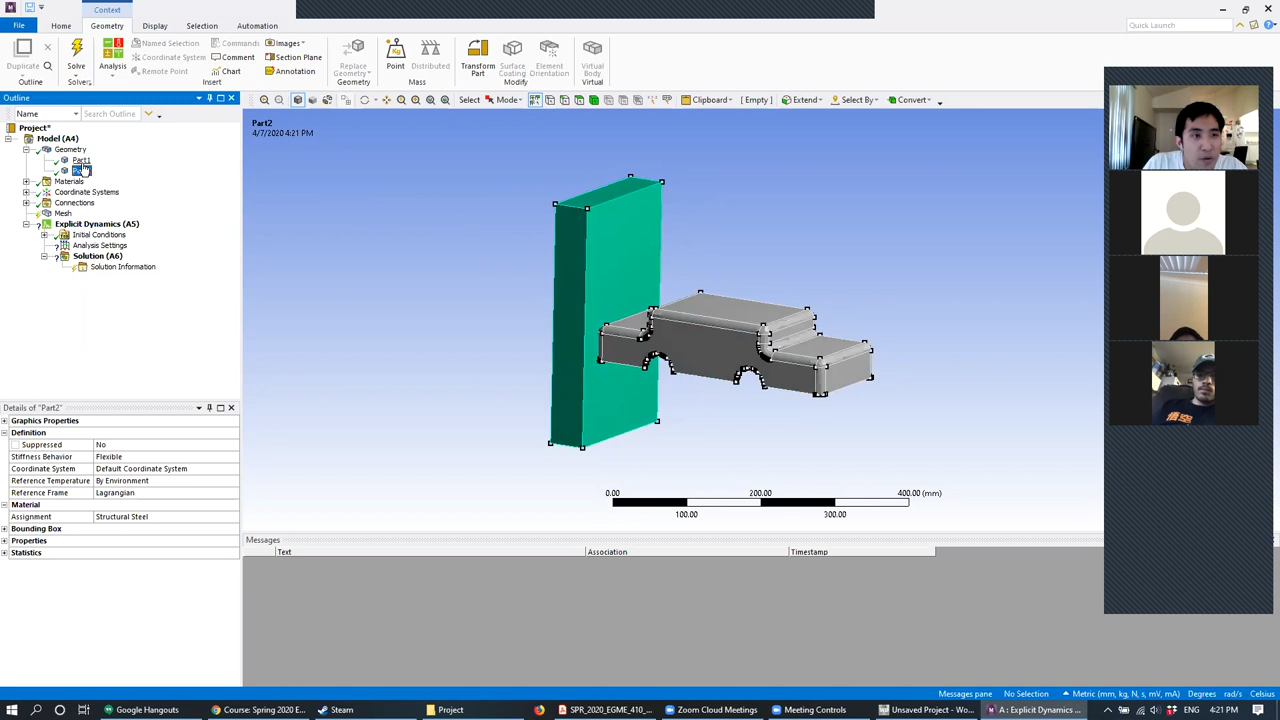 Context
File Home Geometry Display Selection Automation
Quick Launch
Duplicate Solve Analysis Named Selection Commands Images Replace Geometry Point Distributed Transform Part Surface Coating Element Orientation Virtual Body
Coordinate System Comment Section Plane
Remote Point Chart Annotation
Outline Solver Insert Geometry Mass Modify Virtual
Outline
Name Search Outline
Select Mode Clipboard [ Empty ] Extend Select By Convert
Project*
Model (A4)
Geometry
Part1
Materials
Coordinate Systems
Connections
Mesh
Explicit Dynamics (A5)
Initial Conditions
Analysis Settings
Solution (A6)
Solution Information
Part2
4/7/2020 4:21 PM
0.00 200.00 400.00 (mm)
100.00 300.00
Details of "Part2"
Graphics Properties
Definition
Suppressed No
Stiffness Behavior Flexible
Coordinate System Default Coordinate System
Reference Temperature By Environment
Reference Frame Lagrangian
Material
Assignment Structural Steel
Bounding Box
Properties
Statistics
Messages
Text Association Timestamp
Messages pane No Selection Metric (mm, kg, N, s, mV, mA) Degrees rad/s Celsius
Google Hangouts Course: Spring 202... Steam SPR_2020_EGME_410_... Project Zoom Cloud Meetings Meeting Controls Unsaved Project - Wo... A : Explicit Dynamics ... ENG 4:21 PM